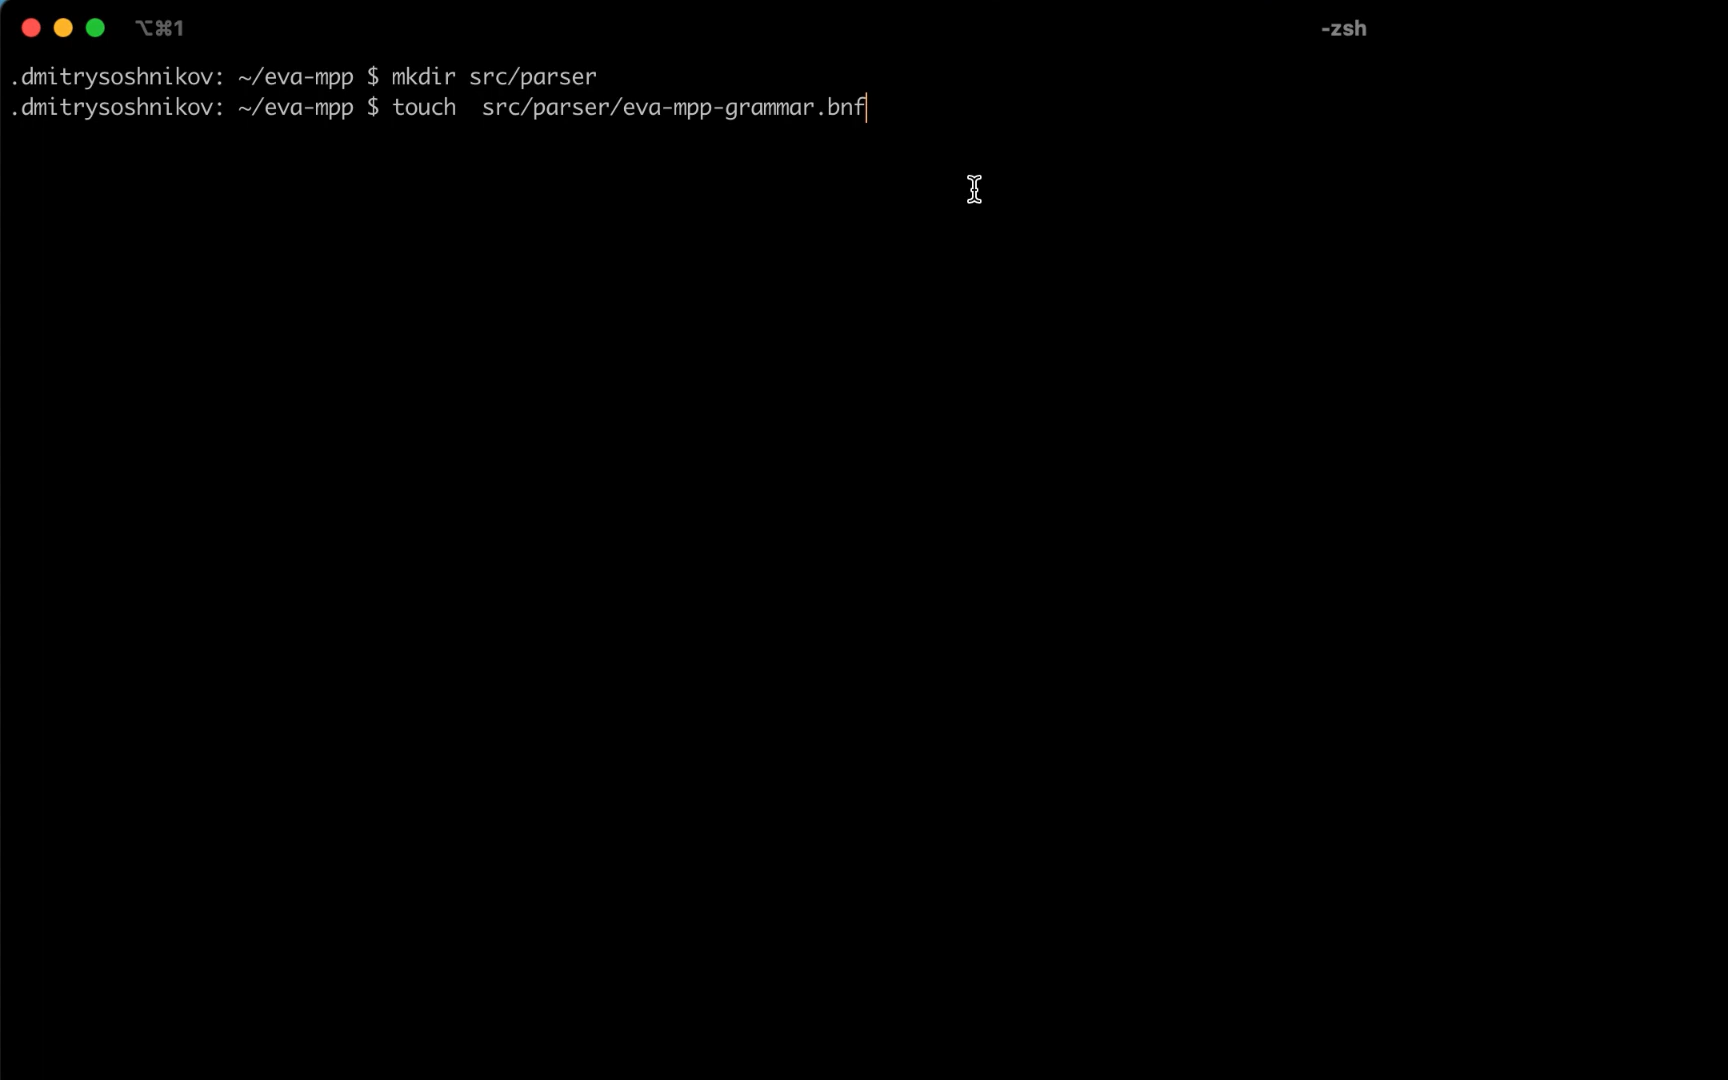 ⌥⌘1
-zsh
.dmitrysoshnikov: ~/eva-mpp $ mkdir src/parser
.dmitrysoshnikov: ~/eva-mpp $ touch  src/parser/eva-mpp-grammar.bnf